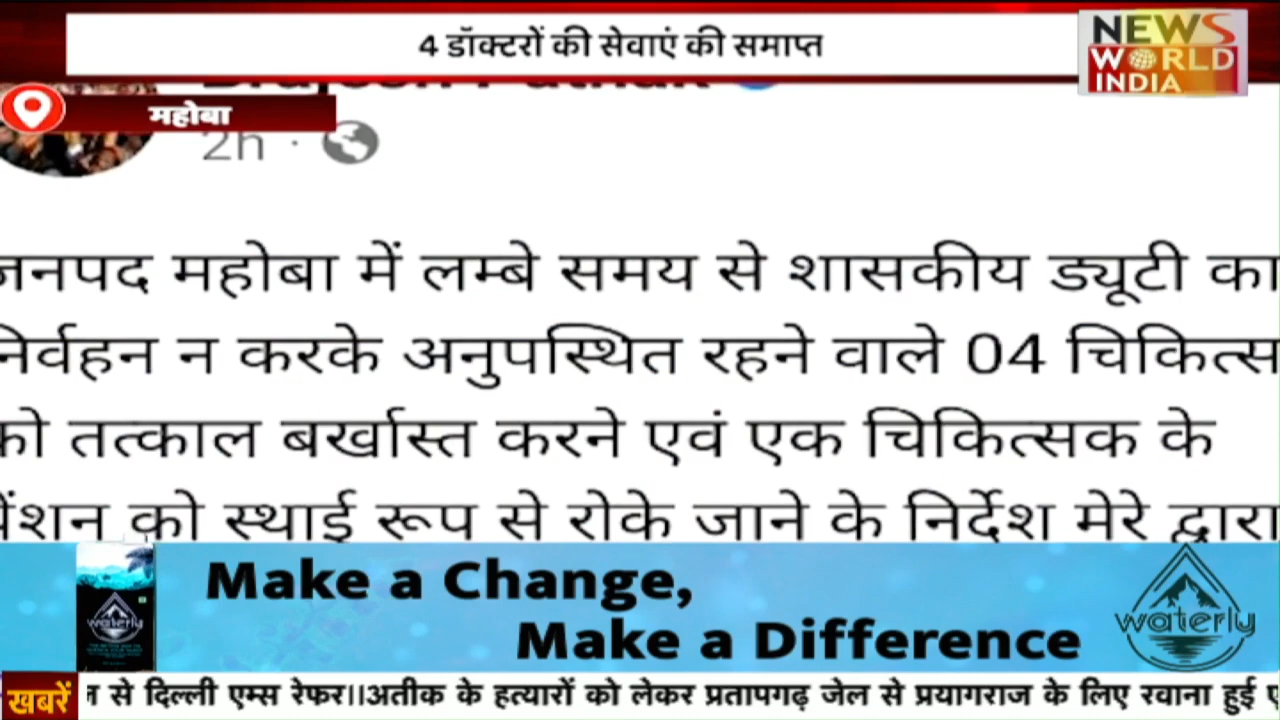 4 डॉक्टरों की सेवाएं की समाप्त
NEWS
WORLD
INDIA
महोबा
2h ·
जनपद महोबा में लम्बे समय से शासकीय ड्यूटी का
निर्वहन न करके अनुपस्थित रहने वाले 04 चिकित्स
को तत्काल बर्खास्त करने एवं एक चिकित्सक के
पेंशन को स्थाई रूप से रोके जाने के निर्देश मेरे द्वारा
Make a Change,
Make a Difference
waterly
waterly
खबरें
से दिल्ली एम्स रेफर।।अतीक के हत्यारों को लेकर प्रतापगढ़ जेल से प्रयागराज के लिए रवाना हुई